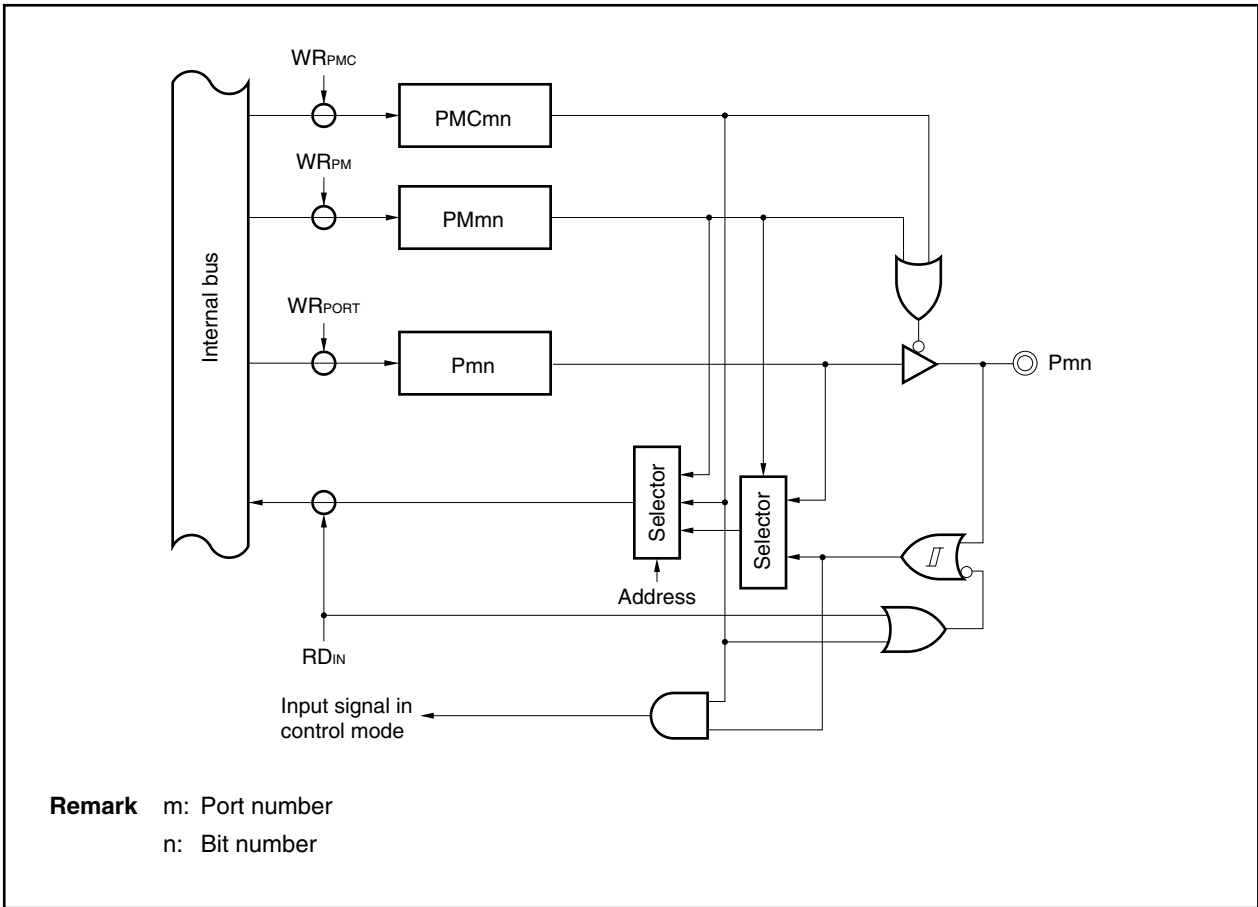 WRPMC
PMCmn
WRPM
PMmn
Internal bus
WRPORT
Pmn
Pmn
Selector
Selector
Address
RDIN
Input signal in
control mode
Remark m: Port number
n: Bit number